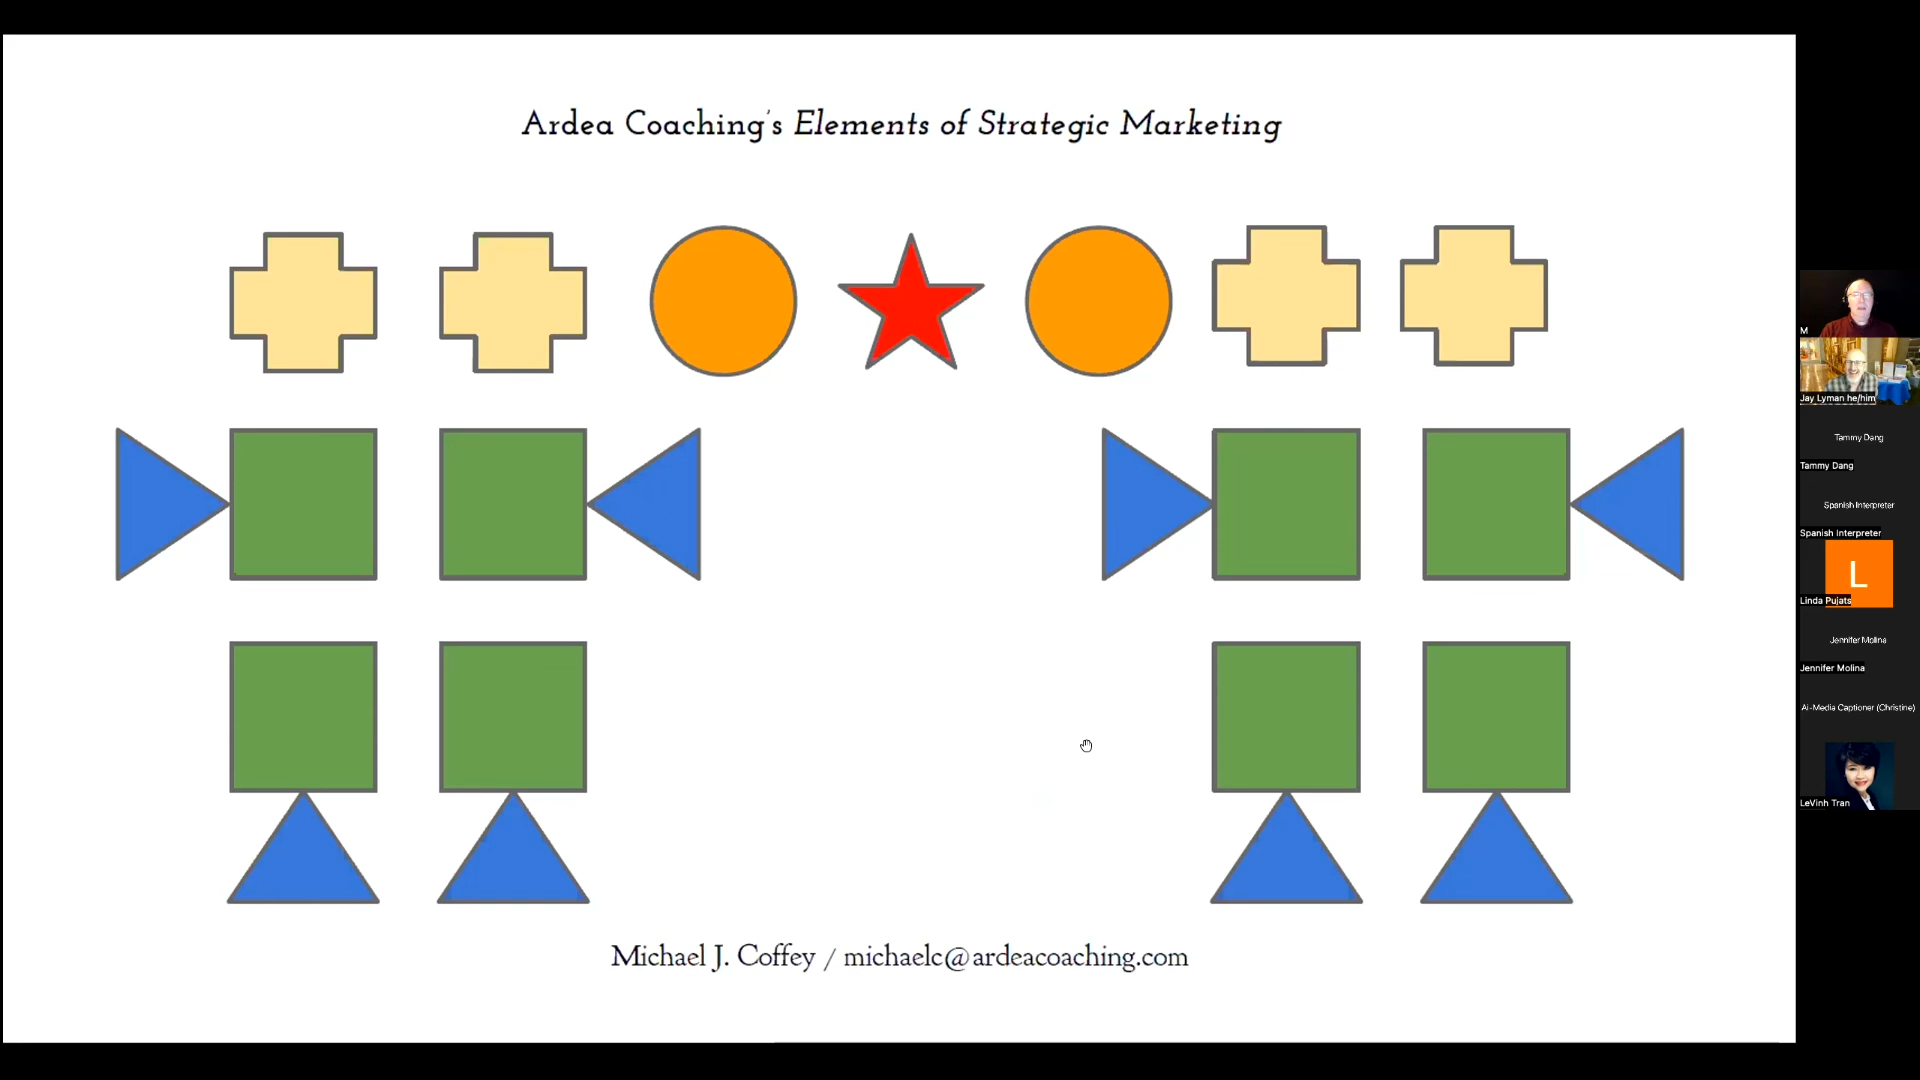 Ardea Coaching's Elements of Strategic Marketing
Michael J. Coffey / michaelc@ardeacoaching.com
M
Jay Lyman he/him
Tammy Dang
Tammy Dang
Spanish Interpreter
Spanish Interpreter
L
Linda Pujats
Jennifer Molina
Jennifer Molina
Ai-Media Captioner (Christine)
LeVinh Tran